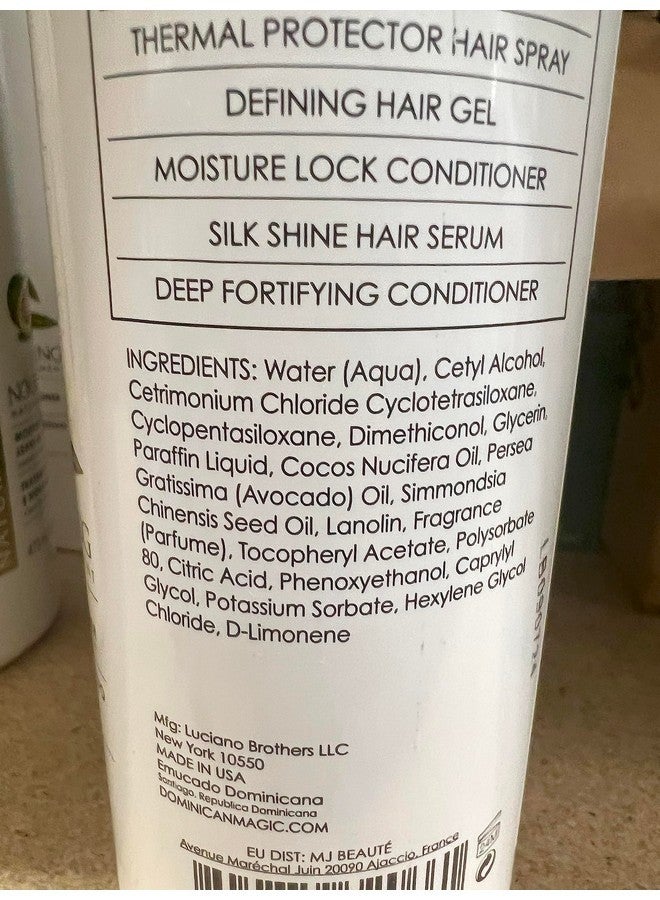 THERMAL PROTECTOR HAIR SPRAY
DEFINING HAIR GEL
MOISTURE LOCK CONDITIONER
SILK SHINE HAIR SERUM
DEEP FORTIFYING CONDITIONER
INGREDIENTS: Water (Aqua), Cetyl Alcohol,
Cetrimonium Chloride Cyclotetrasiloxane,
Cyclopentasiloxane, Dimethiconol, Glycerin,
Paraffin Liquid, Cocos Nucifera Oil, Persea
Gratissima (Avocado) Oil, Simmondsia
Chinensis Seed Oil, Lanolin, Fragrance
(Parfume), Tocopheryl Acetate, Polysorbate
80, Citric Acid, Phenoxyethanol, Caprylyl
Glycol, Potassium Sorbate, Hexylene Glycol
Chloride, D-Limonene
Mfg: Luciano Brothers LLC
New York 10550
MADE IN USA
Emucado Dominicana
Santiago, Republica Dominicana
DOMINICANMAGIC.COM
EU DIST: MJ BEAUTÉ
Avenue Maréchal Juin 20090 Ajaccio, France
24M